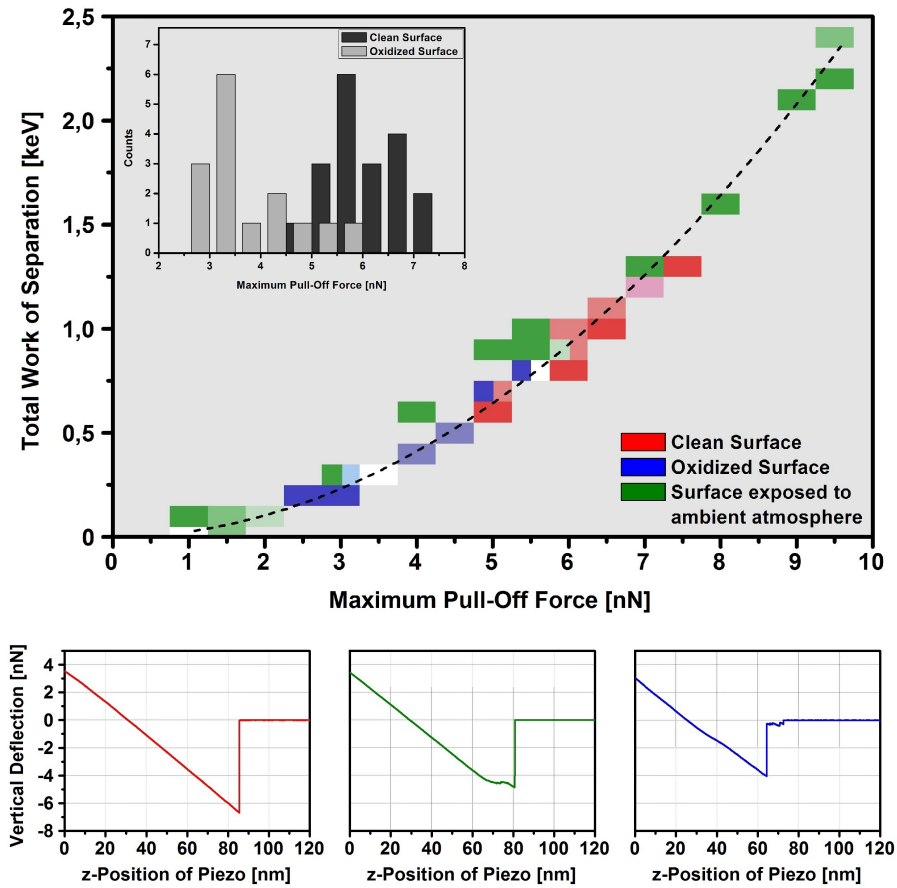 2,5
2,0
1,5
1,0
0,5
0
Total Work of Separation [keV]
7
6
5
4
3
2
1
0
Counts
Clean Surface
Oxidized Surface
2 3 4 5 6 7 8
Maximum Pull-Off Force [nN]
Clean Surface
Oxidized Surface
Surface exposed to
ambient atmosphere
0 1 2 3 4 5 6 7 8 9 10
Maximum Pull-Off Force [nN]
Vertical Deflection [nN]
4
2
0
-2
-4
-6
-8
0 20 40 60 80 100 120
z-Position of Piezo [nm]
0 20 40 60 80 100 120
z-Position of Piezo [nm]
0 20 40 60 80 100 120
z-Position of Piezo [nm]